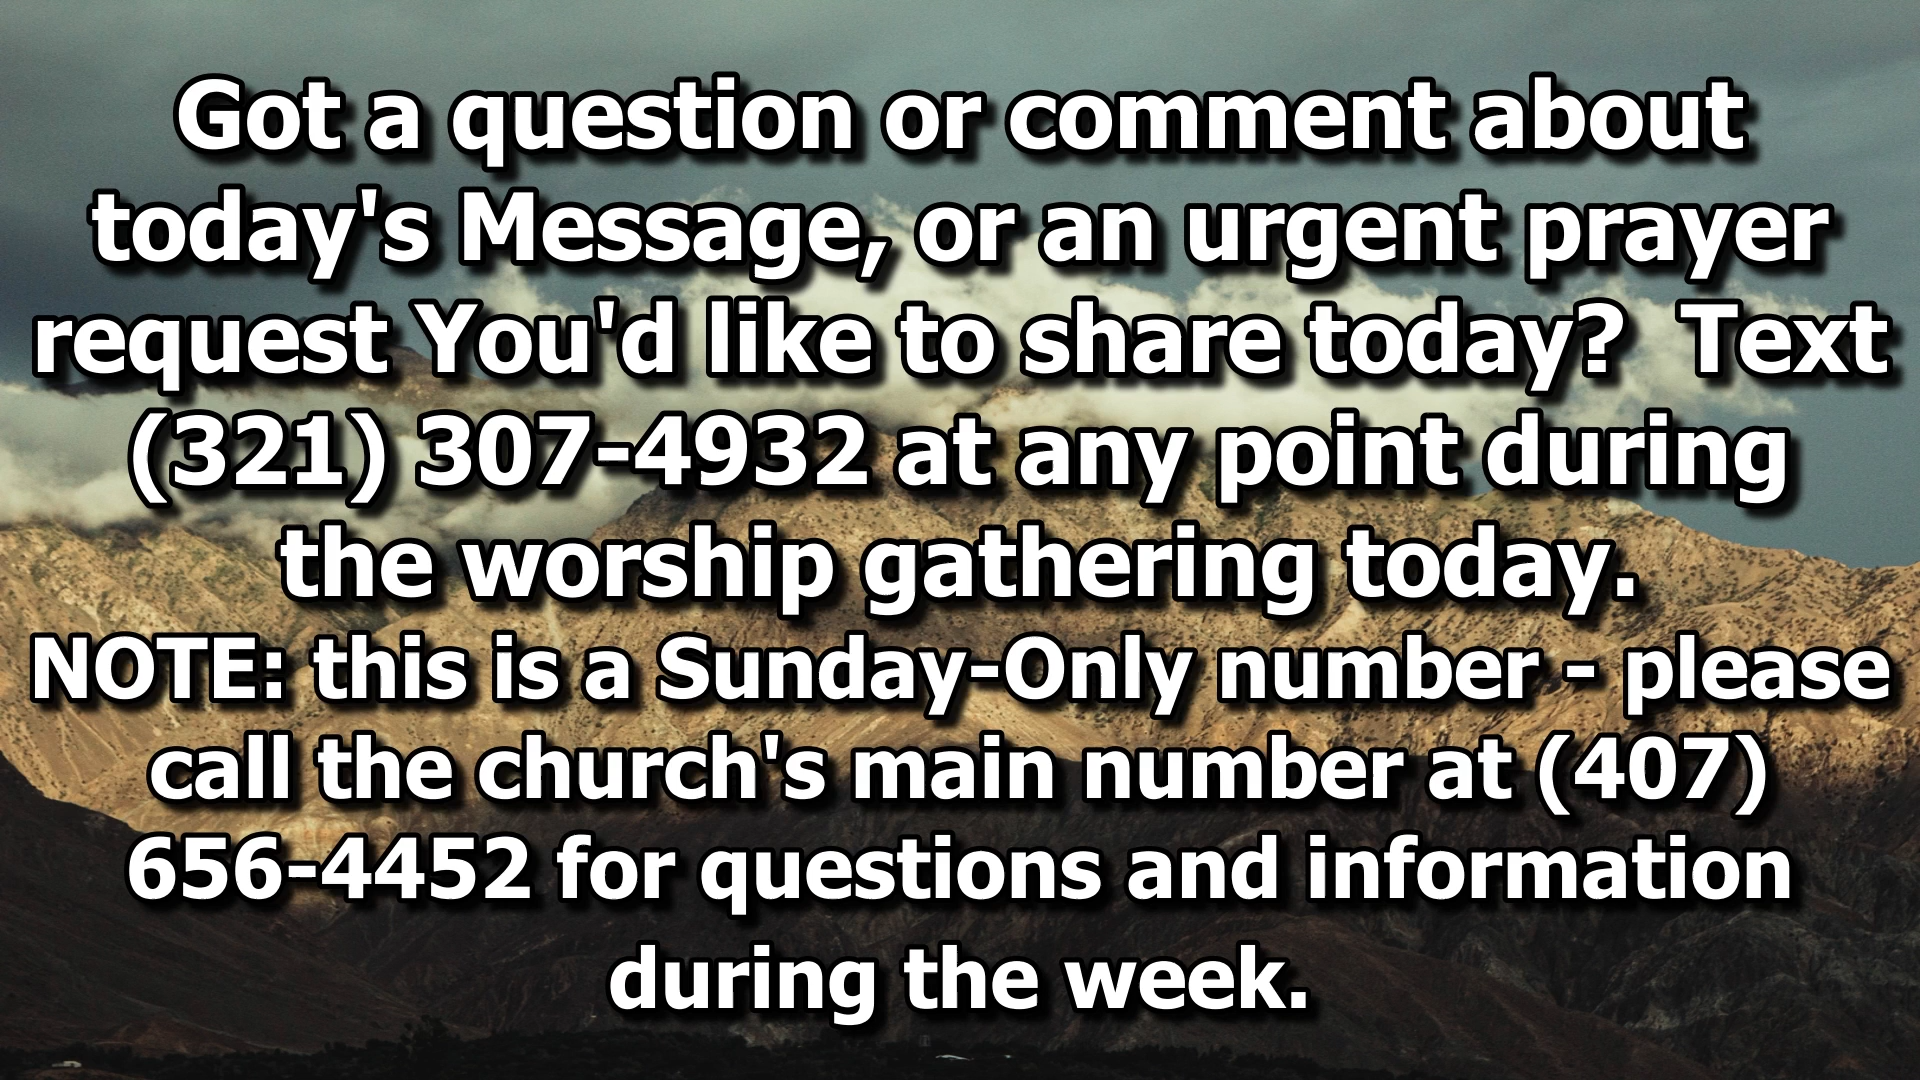 Got a question or comment about
today's Message, or an urgent prayer
request You'd like to share today?  Text
(321) 307-4932 at any point during
the worship gathering today.
NOTE: this is a Sunday-Only number - please
call the church's main number at (407)
656-4452 for questions and information
during the week.